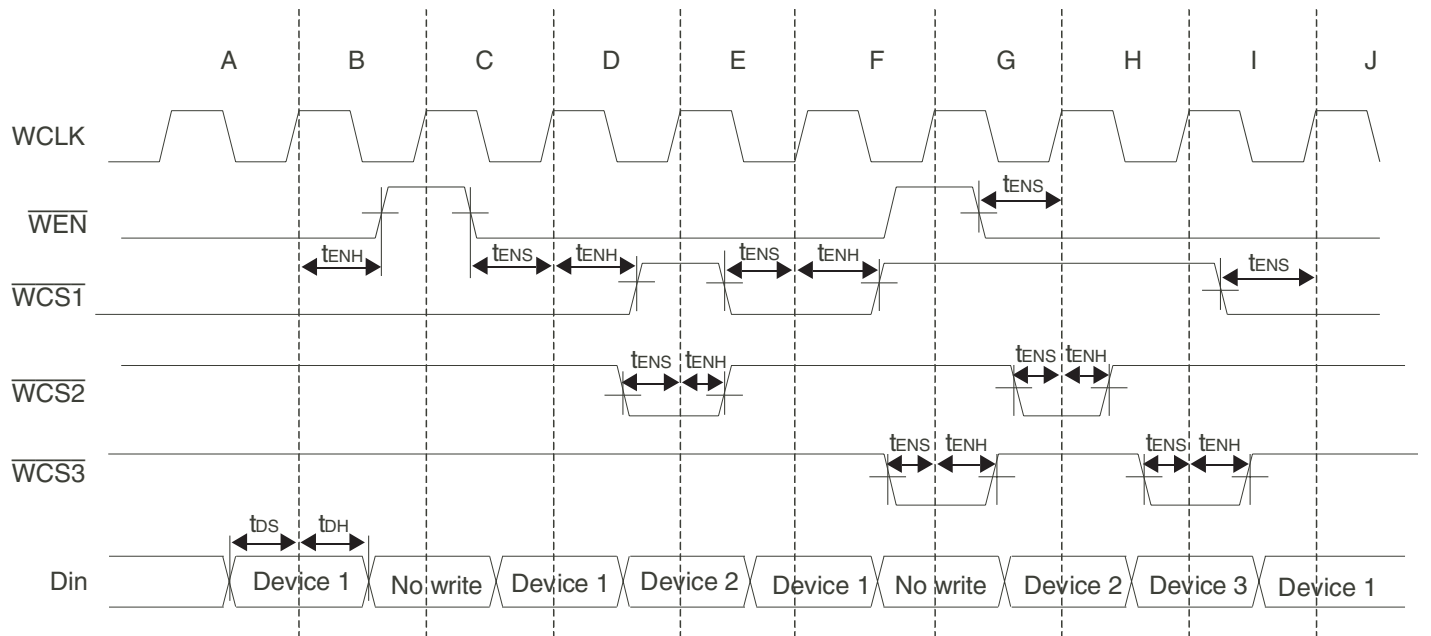 A B C D E F G H I J
WCLK
WEN
tENS
tENH tENS tENH tENS tENH tENS
WCS1
tENS tENH tENS tENH
WCS2
tENS tENH tENS tENH
WCS3
tDS tDH
Din Device 1 No write Device 1 Device 2 Device 1 No write Device 2 Device 3 Device 1